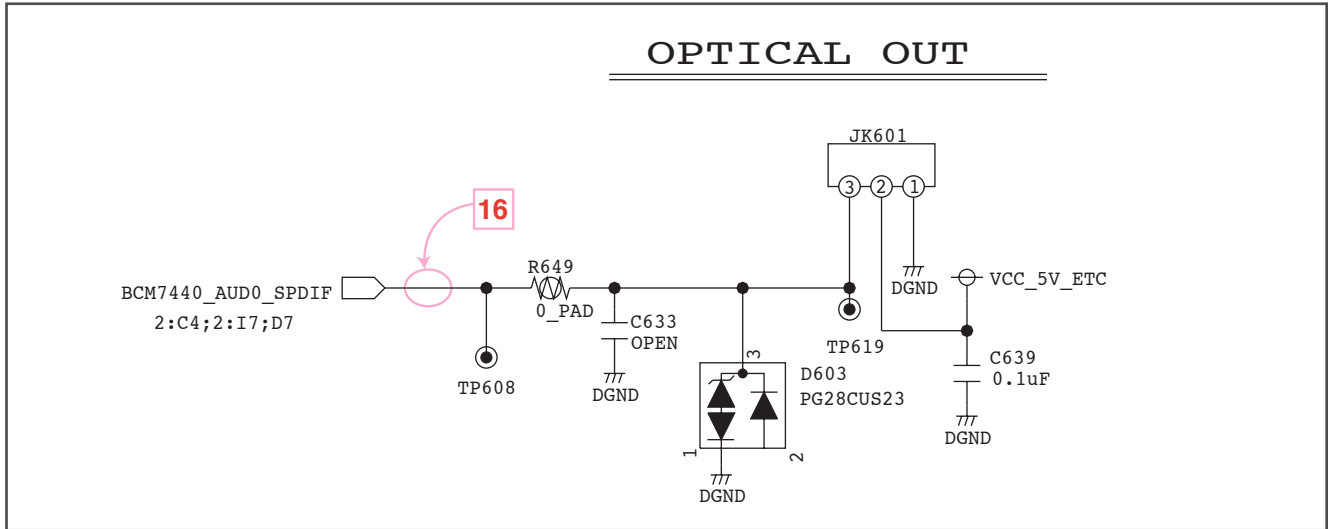 OPTICAL OUT
JK601
3 2 1
16
R649
0_PAD
BCM7440_AUD0_SPDIF
2:C4;2:I7;D7
TP608
C633
OPEN
DGND
DGND
VCC_5V_ETC
TP619
3
D603
PG28CUS23
1
2
DGND
C639
0.1uF
DGND